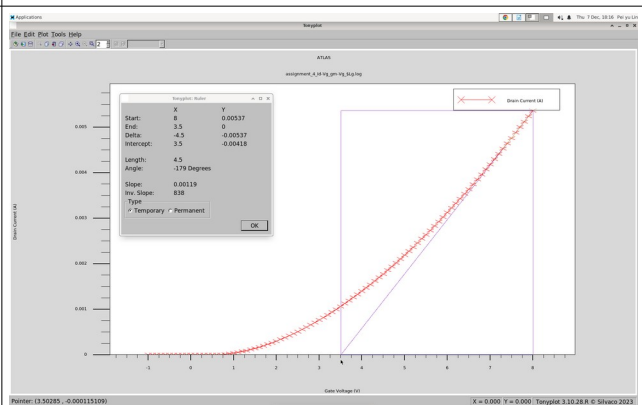 Applications
Thu 7 Dec, 18:16 Pei yu Lin
Tonyplot
File Edit Plot Tools Help
2
ATLAS
assignment_4_Id-Vg_gm-Vg_$Lg.log
Tonyplot: Ruler
X Y
Start: 8 0.00537
End: 3.5 0
Delta: -4.5 -0.00537
Intercept: 3.5 -0.00418
Length: 4.5
Angle: -179 Degrees
Slope: 0.00119
Inv. Slope: 838
Type
Temporary Permanent
OK
Drain Current (A)
Drain Current (A)
0.005
0.004
0.003
0.002
0.001
0
-1 0 1 2 3 4 5 6 7 8
Gate Voltage (V)
Pointer: (3.50285 , -0.000115109)
X = 0.000 Y = 0.000 Tonyplot 3.10.28.R © Silvaco 2023